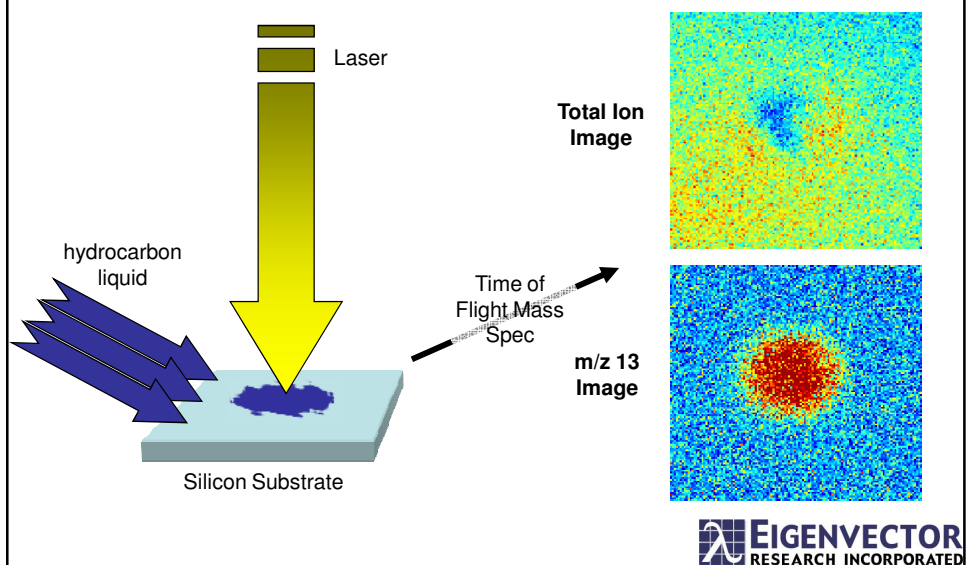 Laser
Total Ion
Image
hydrocarbon
liquid
Time of
Flight Mass
Spec
m/z 13
Image
Silicon Substrate
λ
EIGENVECTOR
RESEARCH INCORPORATED